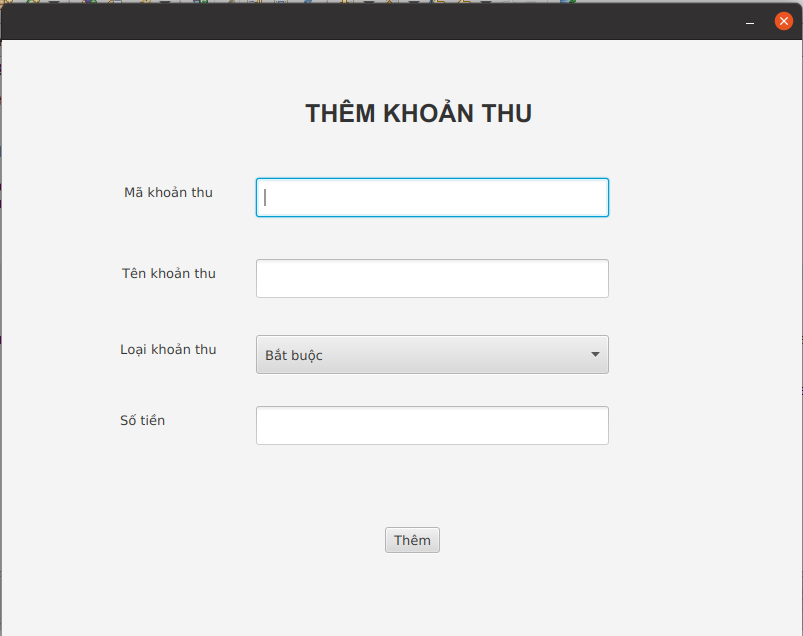 THÊM KHOẢN THU
Mã khoản thu
Tên khoản thu
Loại khoản thu
Bắt buộc
Số tiền
Thêm